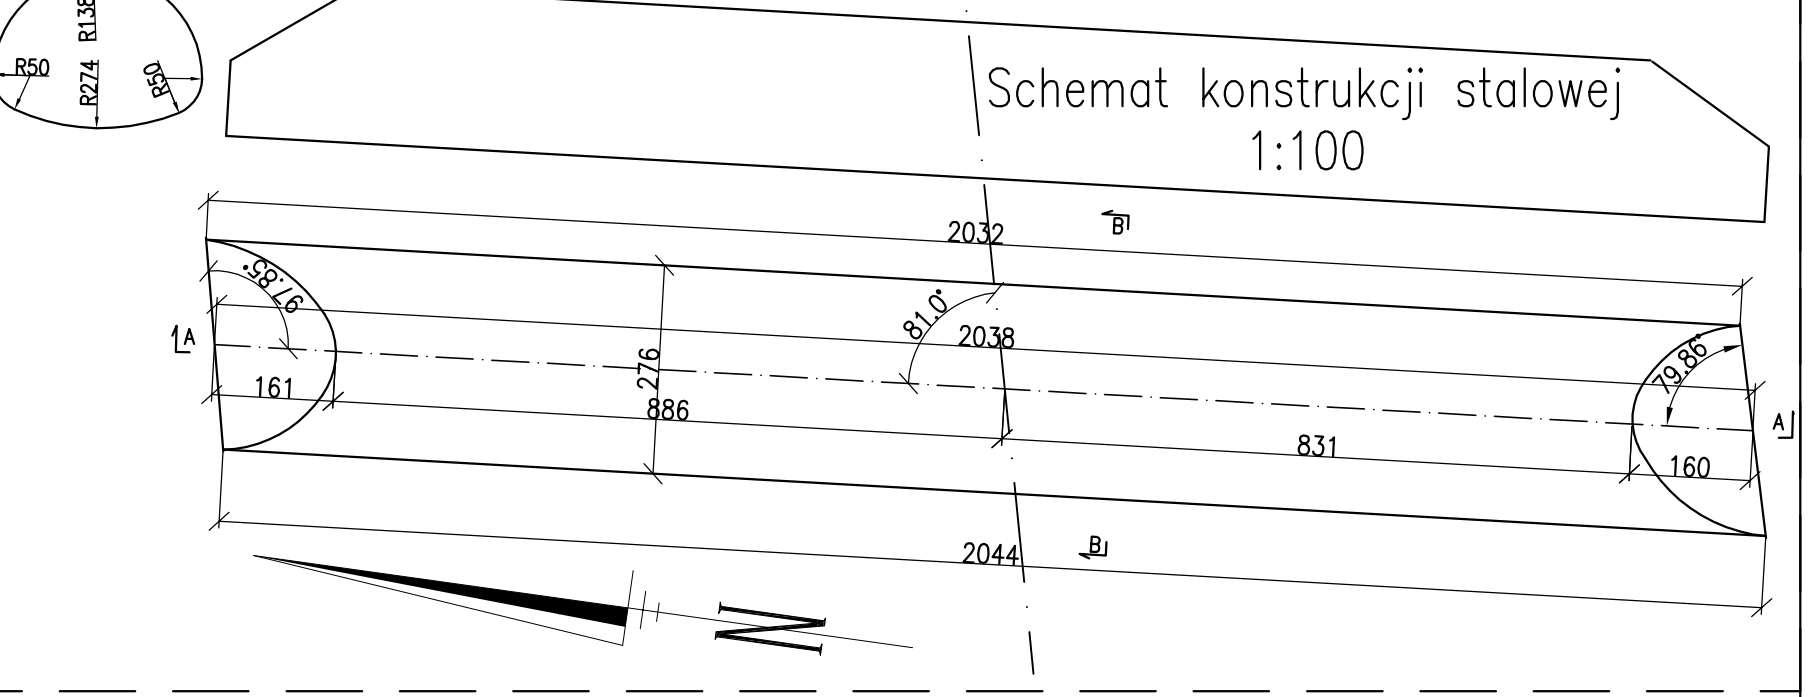 R138
R50
R274
R50
Schemat konstrukcji stalowej
1:100
B
2032
97.85°
81.0°
2038
A
276
161
886
79.86°
A
831
160
2044
B
N